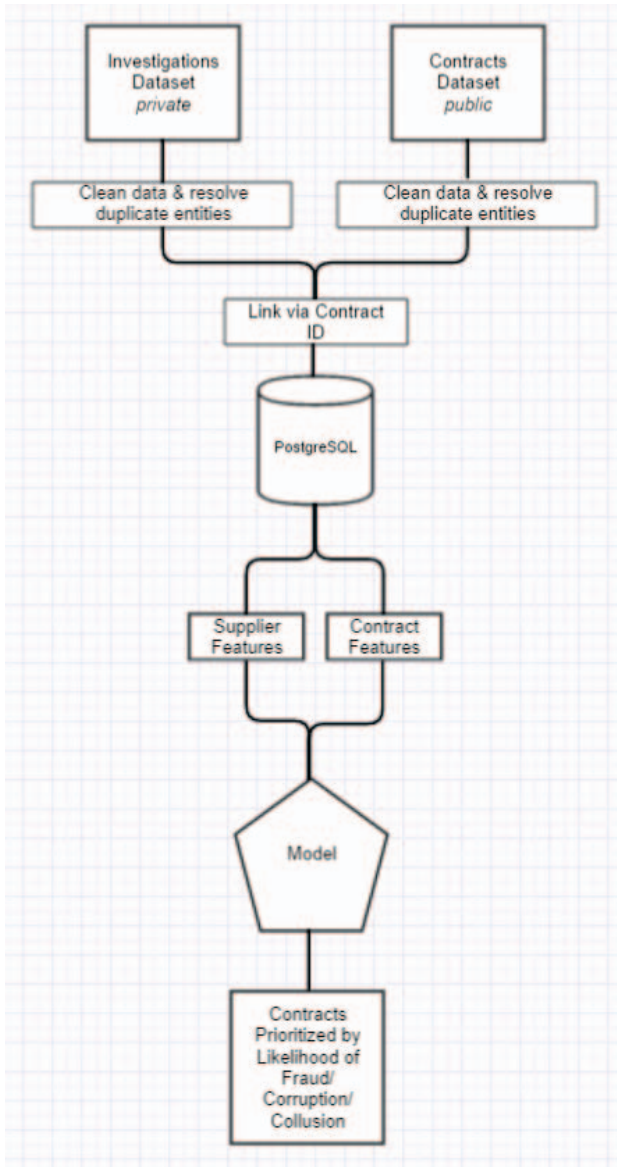 Investigations
Dataset
private
Contracts
Dataset
public
Clean data & resolve
duplicate entities
Clean data & resolve
duplicate entities
Link via Contract
ID
PostgreSQL
Supplier
Features
Contract
Features
Model
Contracts
Prioritized by
Likelihood of
Fraud/
Corruption/
Collusion